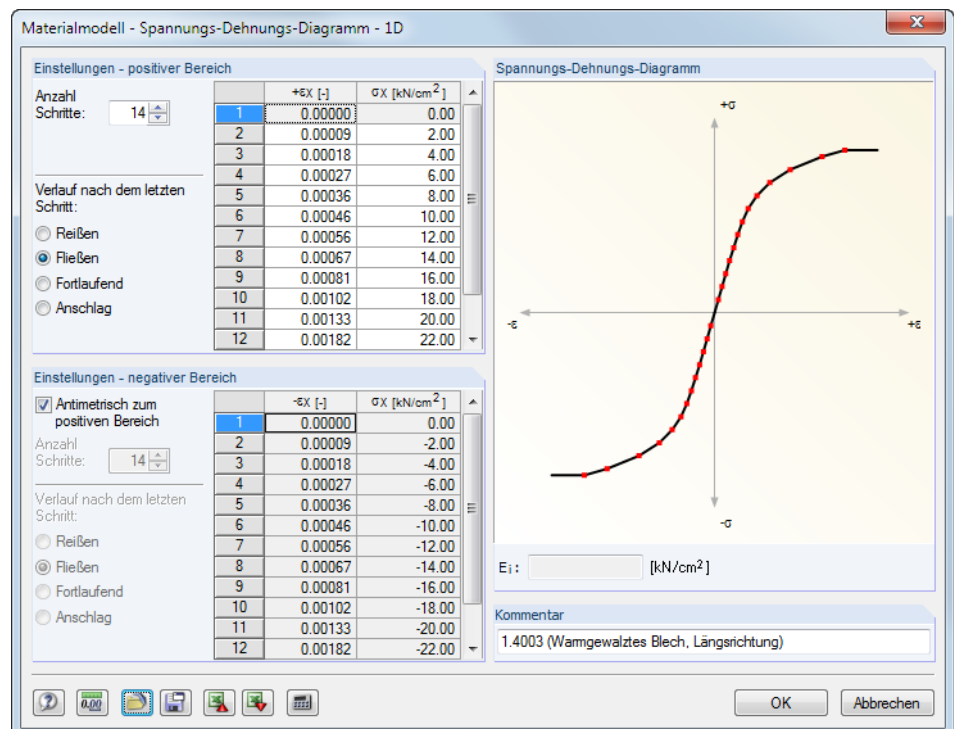 Materialmodell - Spannungs-Dehnungs-Diagramm - 1D
Einstellungen - positiver Bereich
Anzahl
Schritte: 14
Verlauf nach dem letzten
Schritt:
Reißen
Fließen
Fortlaufend
Anschlag
+εX [-] σX [kN/cm²]
1 0.00000 0.00
2 0.00009 2.00
3 0.00018 4.00
4 0.00027 6.00
5 0.00036 8.00
6 0.00046 10.00
7 0.00056 12.00
8 0.00067 14.00
9 0.00081 16.00
10 0.00102 18.00
11 0.00133 20.00
12 0.00182 22.00
Einstellungen - negativer Bereich
Antimetrisch zum
positiven Bereich
Anzahl
Schritte: 14
Verlauf nach dem letzten
Schritt:
Reißen
Fließen
Fortlaufend
Anschlag
-εX [-] σX [kN/cm²]
1 0.00000 0.00
2 0.00009 -2.00
3 0.00018 -4.00
4 0.00027 -6.00
5 0.00036 -8.00
6 0.00046 -10.00
7 0.00056 -12.00
8 0.00067 -14.00
9 0.00081 -16.00
10 0.00102 -18.00
11 0.00133 -20.00
12 0.00182 -22.00
Spannungs-Dehnungs-Diagramm
+σ
-ε +ε
-σ
Ei: [kN/cm²]
Kommentar
1.4003 (Warmgewalztes Blech, Längsrichtung)
0.00
OK Abbrechen